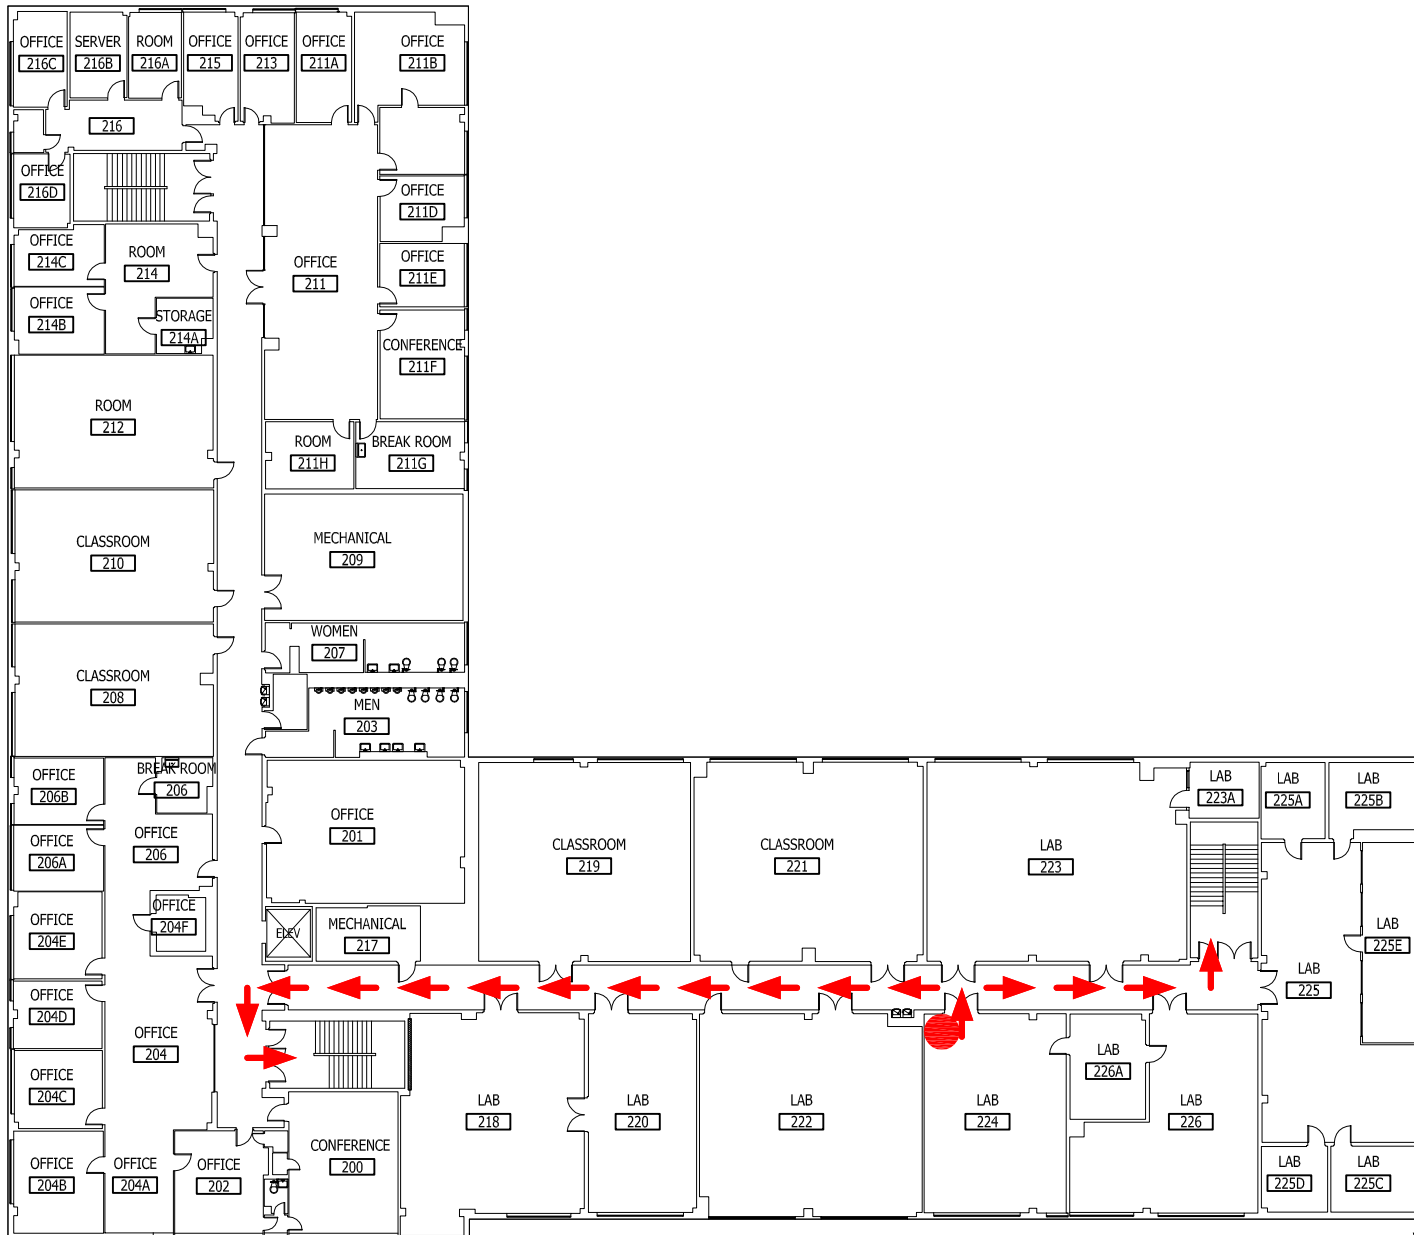 OFFICE
216C
SERVER
216B
ROOM
216A
OFFICE
215
OFFICE
213
OFFICE
211A
OFFICE
211B
216
OFFICE
216D
OFFICE
211D
OFFICE
214C
ROOM
214
OFFICE
211
OFFICE
211E
OFFICE
214B
STORAGE
214A
CONFERENCE
211F
ROOM
212
ROOM
211H
BREAK ROOM
211G
CLASSROOM
210
MECHANICAL
209
WOMEN
207
CLASSROOM
208
MEN
203
OFFICE
206B
BREAK ROOM
206
OFFICE
201
OFFICE
206A
OFFICE
206
CLASSROOM
219
CLASSROOM
221
LAB
223
LAB
223A
LAB
225A
LAB
225B
OFFICE
204E
OFFICE
204F
ELEV
MECHANICAL
217
LAB
225E
LAB
225
OFFICE
204D
OFFICE
204
OFFICE
204C
LAB
226A
LAB
218
LAB
220
LAB
222
LAB
224
LAB
226
OFFICE
204B
OFFICE
204A
OFFICE
202
CONFERENCE
200
LAB
225D
LAB
225C